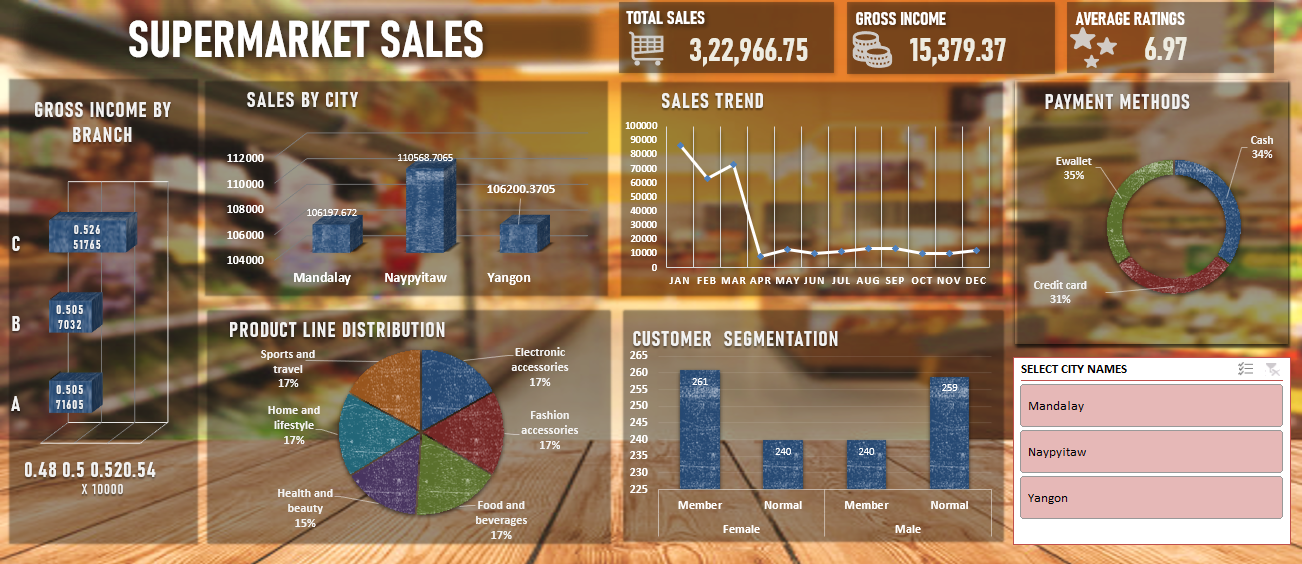 SUPERMARKET SALES
TOTAL SALES
3,22,966.75
GROSS INCOME
15,379.37
AVERAGE RATINGS
6.97
GROSS INCOME BY
BRANCH
C
0.526
51765
B
0.505
7032
A
0.505
71605
0.48 0.5 0.520.54
X 10000
SALES BY CITY
112000
110000
108000
106000
104000
106197.672
110568.7065
106200.3705
Mandalay
Naypyitaw
Yangon
SALES TREND
100000
90000
80000
70000
60000
50000
40000
30000
20000
10000
0
JAN FEB MAR APR MAY JUN JUL AUG SEP OCT NOV DEC
PAYMENT METHODS
Cash
34%
Ewallet
35%
Credit card
31%
PRODUCT LINE DISTRIBUTION
Sports and
travel
17%
Electronic
accessories
17%
Home and
lifestyle
17%
Fashion
accessories
17%
Health and
beauty
15%
Food and
beverages
17%
CUSTOMER SEGMENTATION
265
260
255
250
245
240
235
230
225
261
240
240
259
Member Normal Member Normal
Female Male
SELECT CITY NAMES
Mandalay
Naypyitaw
Yangon